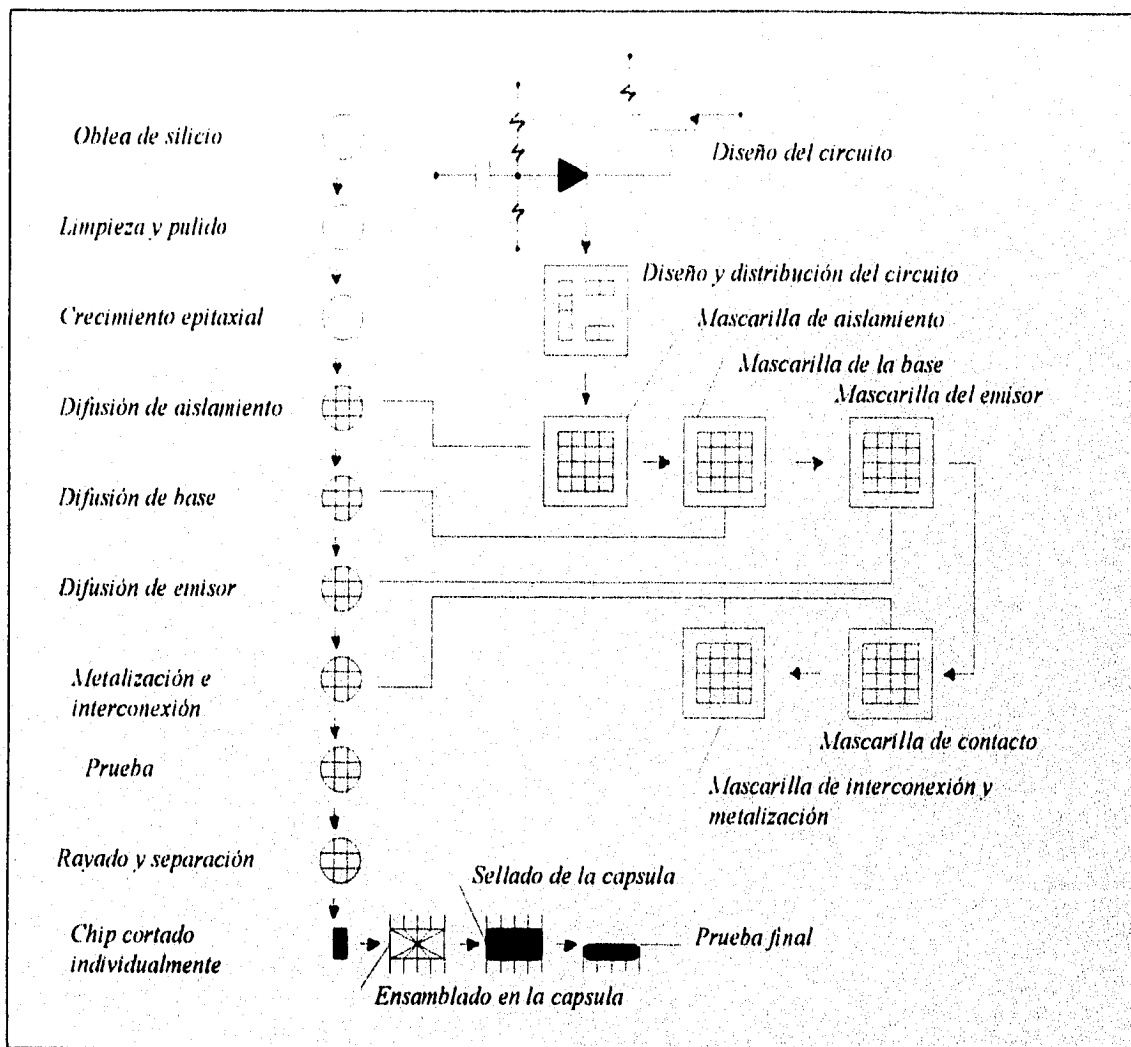 Oblea de silicio
Diseño del circuito
Limpieza y pulido
Diseño y distribución del circuito
Crecimiento epitaxial
Mascarilla de aislamiento
Mascarilla de la base
Mascarilla del emisor
Difusión de aislamiento
Difusión de base
Difusión de emisor
Metalización e
interconexión
Mascarilla de contacto
Prueba
Mascarilla de interconexión y
metalización
Rayado y separación
Sellado de la capsula
Chip cortado
individualmente
Prueba final
Ensamblado en la capsula